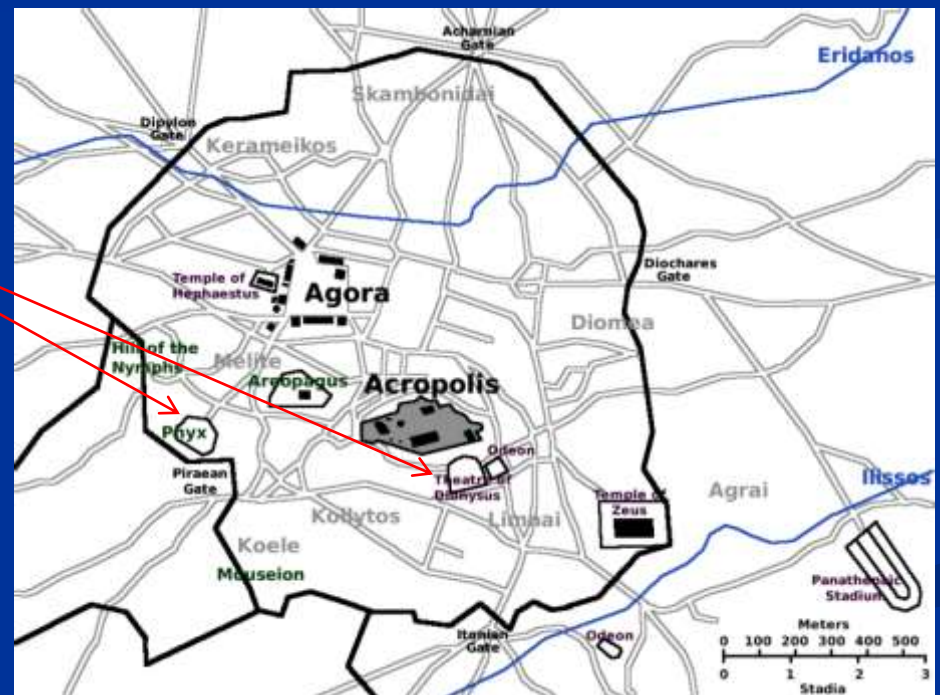 Acharnian
Gate
Eridanos
Skambonidai
Dipylon
Gate
Kerameikos
Diochares
Gate
Temple of
Hephaestus
Agora
Diomea
Hill of the
Nymphs
Melite
Areopagus
Acropolis
Phyx
Odeon
Piraean
Gate
Theatre of
Dionysus
Ilissos
Agrai
Temple of
Zeus
Kollytos
Limnai
Koele
Mouseion
Panathenaic
Stadium
Itonian
Gate
Odeon
Meters
0 100 200 300 400 500
0 1 2 3
Stadia